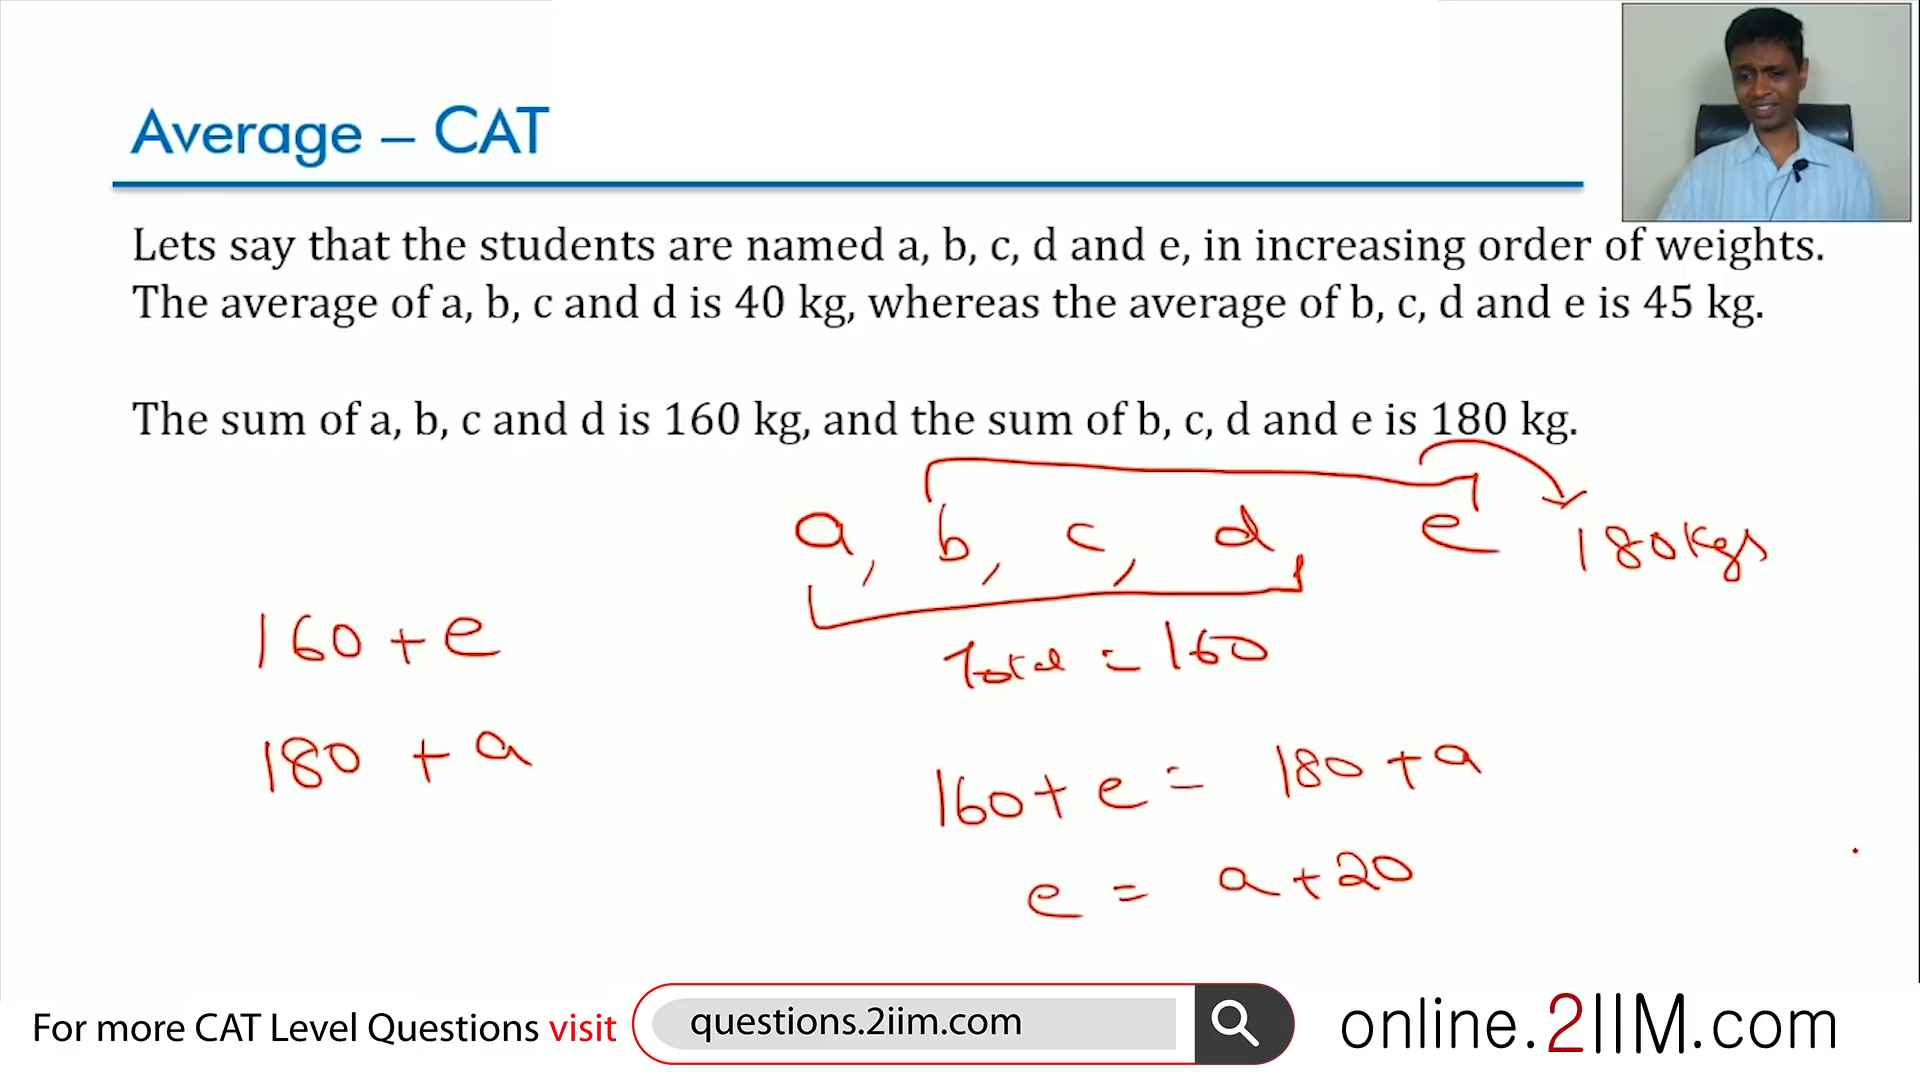 Average – CAT
Lets say that the students are named a, b, c, d and e, in increasing order of weights.
The average of a, b, c and d is 40 kg, whereas the average of b, c, d and e is 45 kg.
The sum of a, b, c and d is 160 kg, and the sum of b, c, d and e is 180 kg.
a, b, c, d, e 180 kgs
Total = 160
160 + e
180 + a
160 + e = 180 + a
e = a + 20
For more CAT Level Questions visit questions.2iim.com online.2IIM.com